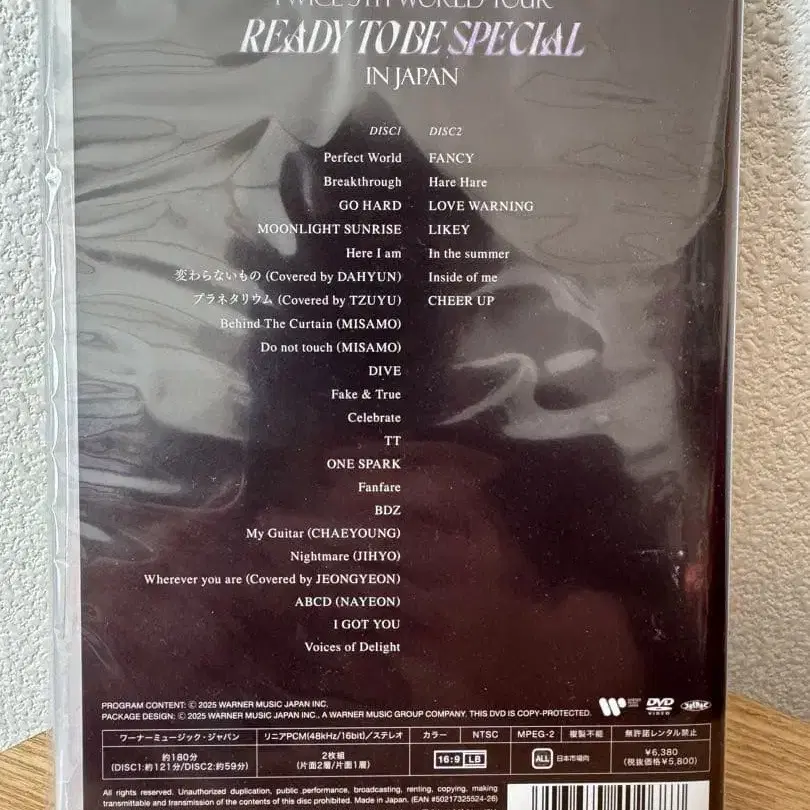 TWICE 5TH WORLD TOUR
READY TO BE SPECIAL
IN JAPAN
DISC1
Perfect World
Breakthrough
GO HARD
MOONLIGHT SUNRISE
Here I am
変わらないもの (Covered by DAHYUN)
プラネタリウム (Covered by TZUYU)
Behind The Curtain (MISAMO)
Do not touch (MISAMO)
DIVE
Fake & True
Celebrate
TT
ONE SPARK
Fanfare
BDZ
My Guitar (CHAEYOUNG)
Nightmare (JIHYO)
Wherever you are (Covered by JEONGYEON)
ABCD (NAYEON)
I GOT YOU
Voices of Delight
DISC2
FANCY
Hare Hare
LOVE WARNING
LIKEY
In the summer
Inside of me
CHEER UP
PROGRAM CONTENT: © 2025 WARNER MUSIC JAPAN INC.
PACKAGE DESIGN: © 2025 WARNER MUSIC JAPAN INC., A WARNER MUSIC GROUP COMPANY. THIS DVD IS COPY-PROTECTED.
DVD
VIDEO
ワーナーミュージック・ジャパン
リニアPCM(48kHz/16bit)/ステレオ
カラー
NTSC
MPEG-2
複製不能
無許諾レンタル禁止
約180分
(DISC1:約121分/DISC2:約59分)
2枚組
(片面2層/片面1層)
16:9 LB
ALL 日本市場向
¥6,380
(税抜価格¥5,800)
All rights reserved. Unauthorized duplication, public performance, broadcasting, renting, copying, making
transmittable and transmission of the contents of this disc prohibited. Made in Japan. (EAN #50217325524-26)